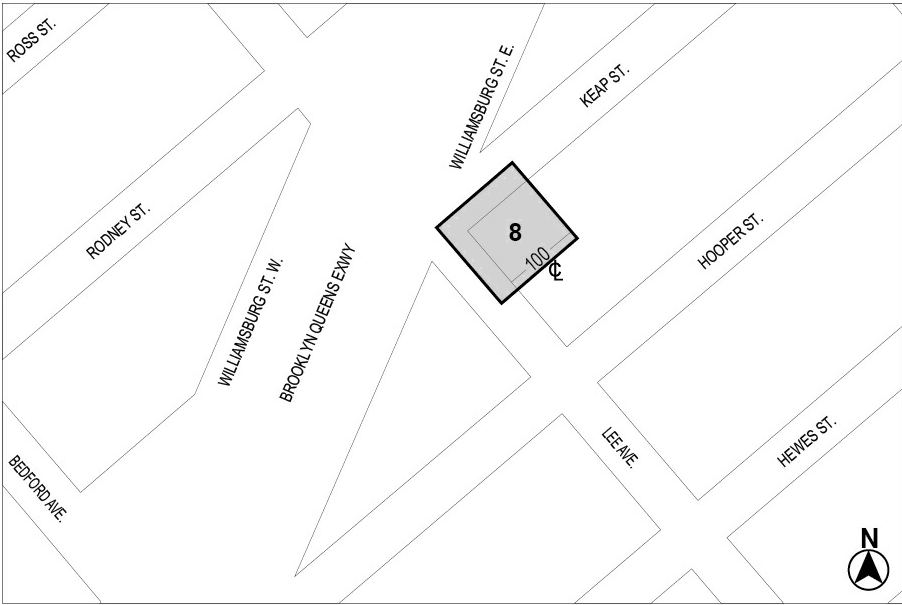 ROSS ST.
WILLIAMSBURG ST. E.
KEAP ST.
RODNEY ST.
8
HOOPER ST.
100
℄
WILLIAMSBURG ST. W.
BROOKLYN QUEENS EXWY
LEE AVE.
HEWES ST.
BEDFORD AVE.
N